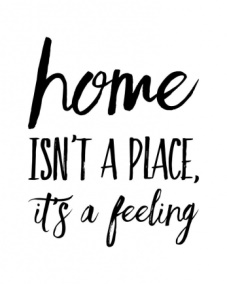 home
ISN'T A PLACE,
it's a feeling